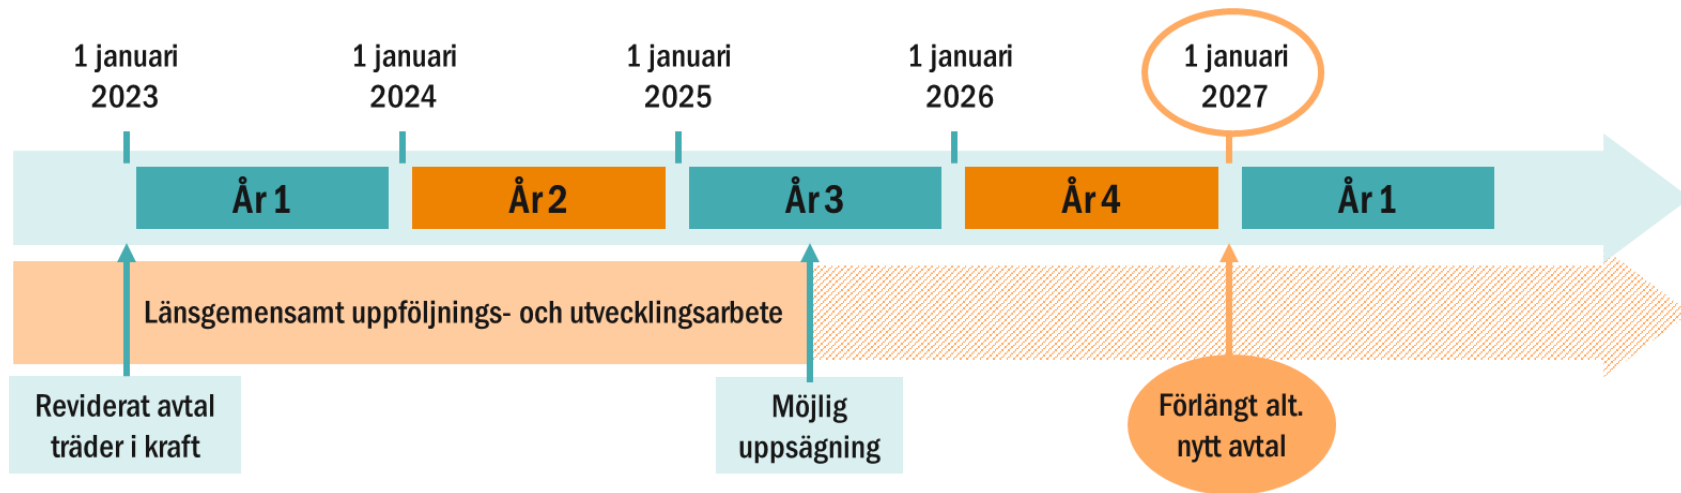 1 januari
2023
1 januari
2024
1 januari
2025
1 januari
2026
1 januari
2027
År 1
År 2
År 3
År 4
År 1
Länsgemensamt uppföljnings- och utvecklingsarbete
Reviderat avtal
träder i kraft
Möjlig
uppsägning
Förlängt alt.
nytt avtal